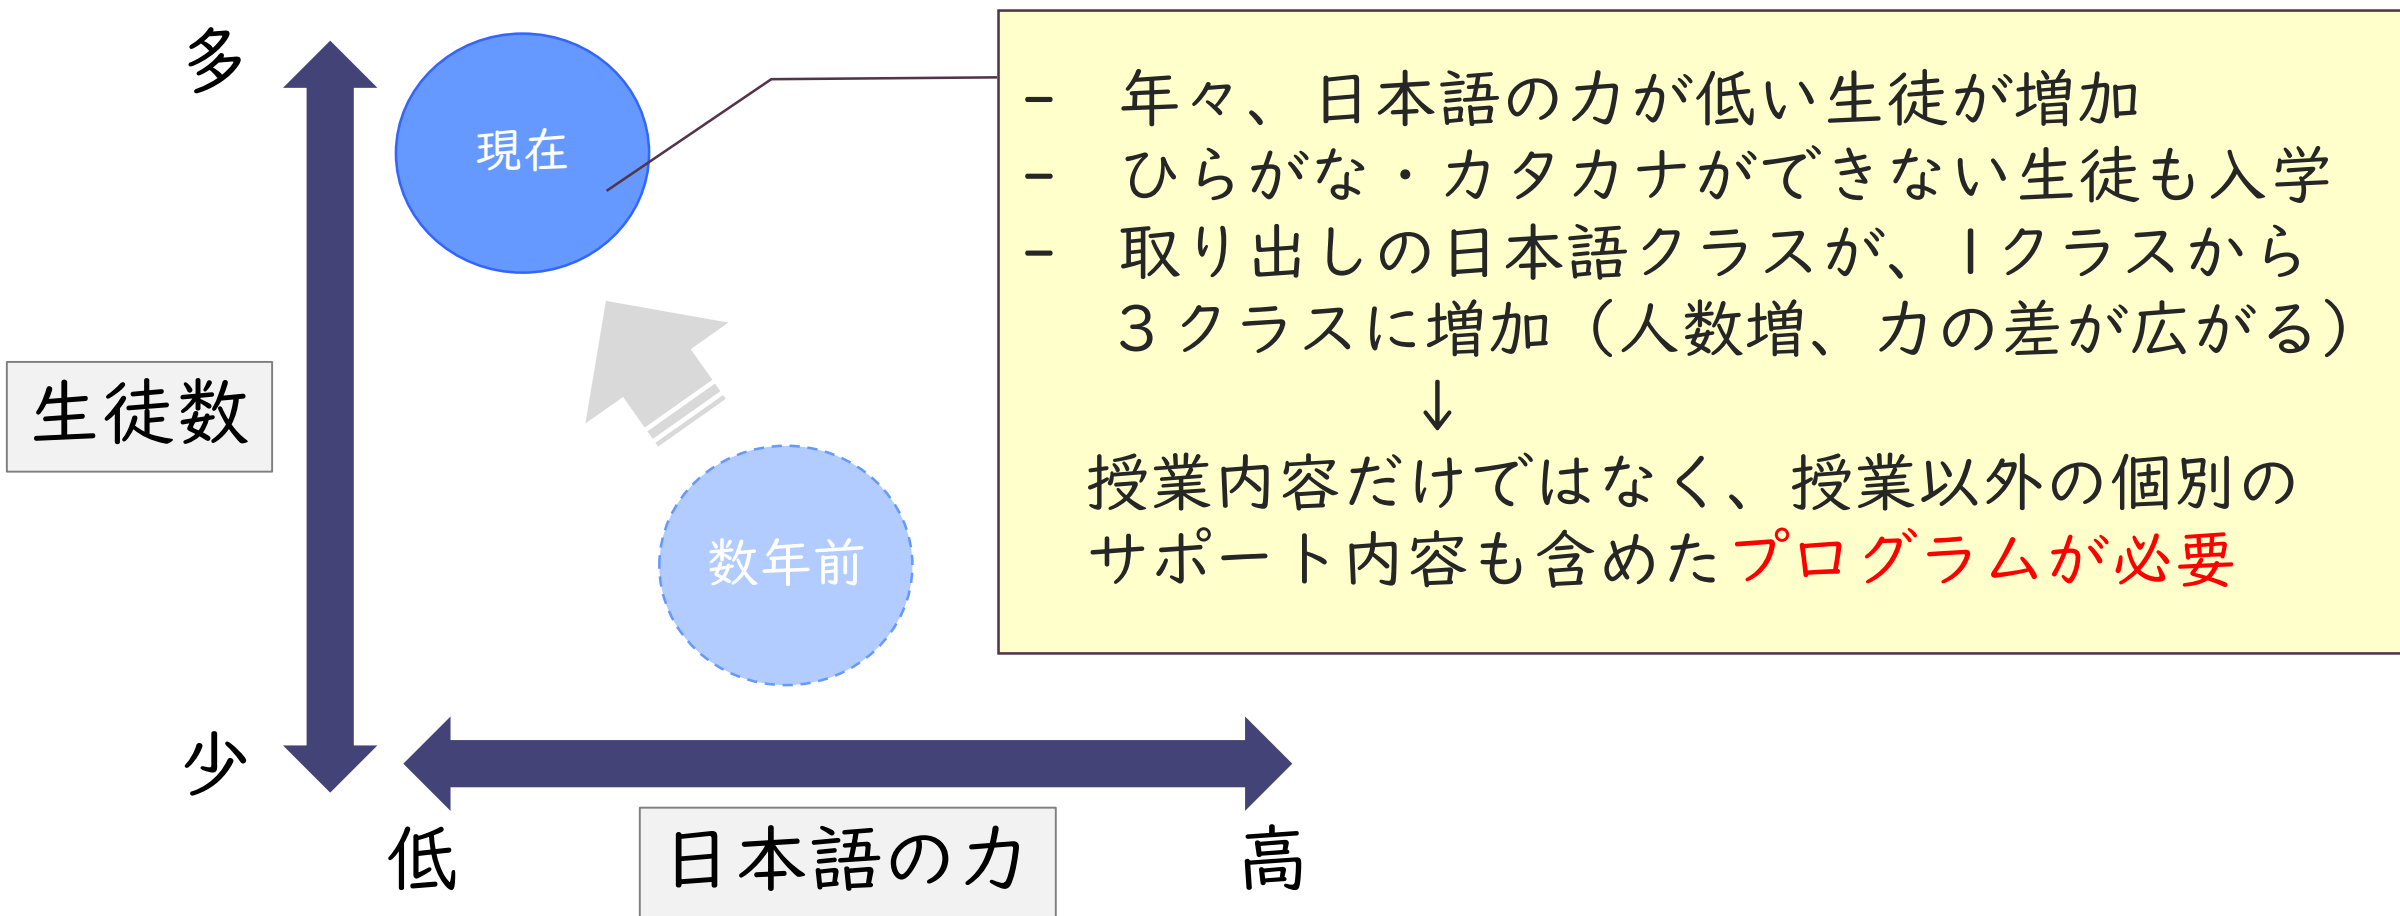 多
現在
生徒数
数年前
少
低
日本語の力
高
- 年々、日本語の力が低い生徒が増加
- ひらがな・カタカナができない生徒も入学
- 取り出しの日本語クラスが、1クラスから
３クラスに増加（人数増、力の差が広がる）
↓
授業内容だけではなく、授業以外の個別の
サポート内容も含めたプログラムが必要